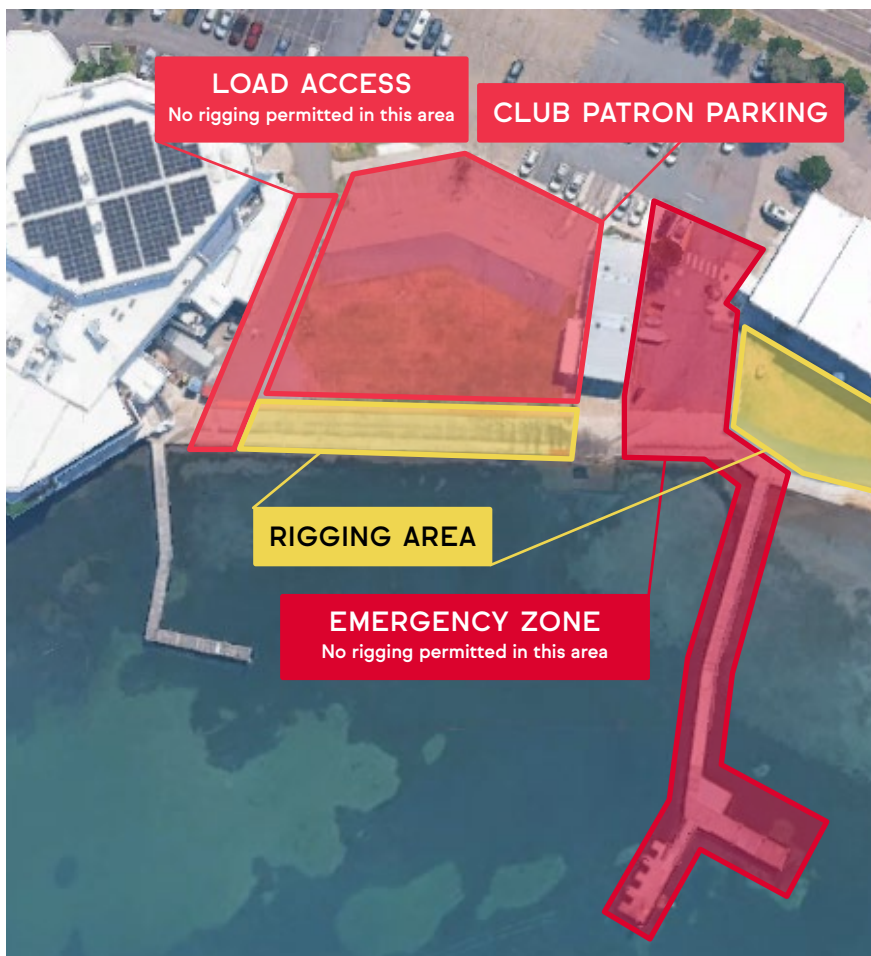 LOAD ACCESS
No rigging permitted in this area
CLUB PATRON PARKING
RIGGING AREA
EMERGENCY ZONE
No rigging permitted in this area